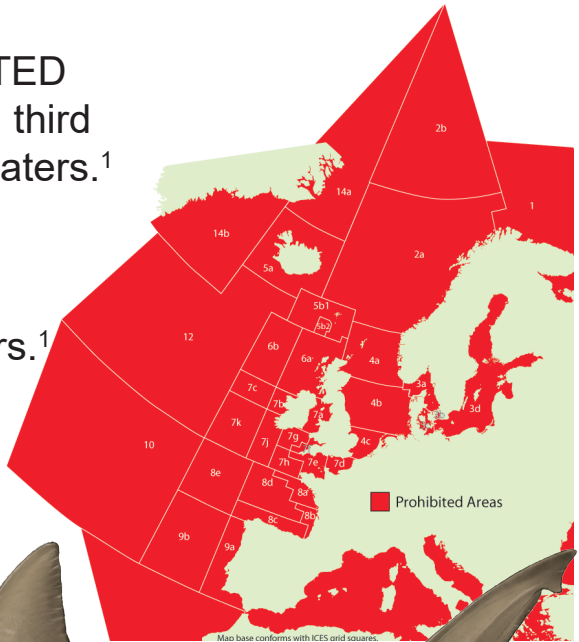 TED
third
aters.¹
rs.¹
2b
1
14a
14b
2a
5a
5b1
5b2
12
6b
6a
4a
7c
7b
7a
3a
4b
3d
10
7k
7j
7g
4c
7h
7e
7d
8e
8d
8a
8c
8b
9b
9a
Prohibited Areas
Map base conforms with ICES grid squares.